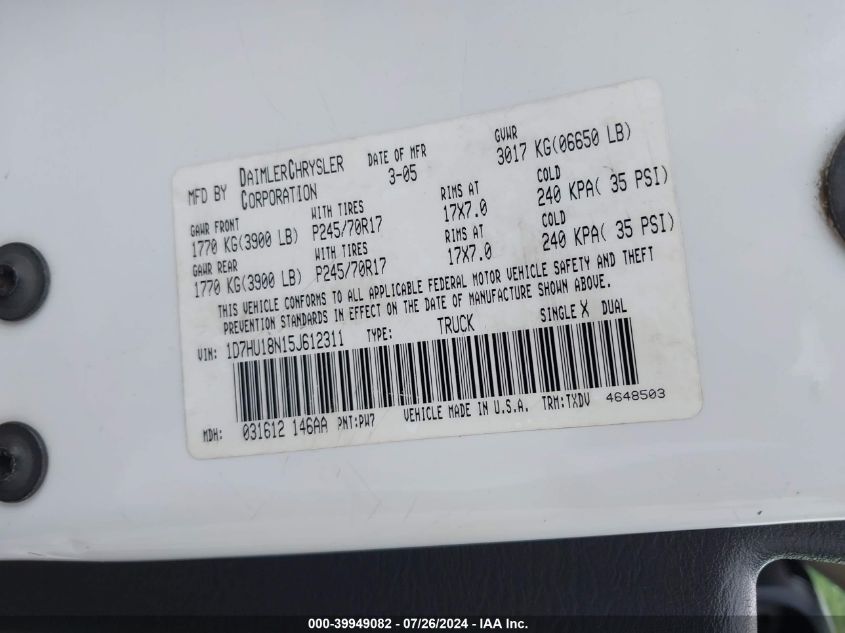 MFD BY DAIMLERCHRYSLER CORPORATION DATE OF MFR 3-05 GVWR 3017 KG(06650 LB)
GAWR FRONT WITH TIRES RIMS AT COLD
1770 KG(3900 LB) P245/70R17 17X7.0 240 KPA( 35 PSI)
GAWR REAR WITH TIRES RIMS AT COLD
1770 KG(3900 LB) P245/70R17 17X7.0 240 KPA( 35 PSI)
THIS VEHICLE CONFORMS TO ALL APPLICABLE FEDERAL MOTOR VEHICLE SAFETY AND THEFT
PREVENTION STANDARDS IN EFFECT ON THE DATE OF MANUFACTURE SHOWN ABOVE.
VIN: 1D7HU18N15J612311 TYPE: TRUCK SINGLE X DUAL
MDH: 031612 146AA PNT:PW7 VEHICLE MADE IN U.S.A. TRM:TXDV 4648503
000-39949082 - 07/26/2024 - IAA Inc.